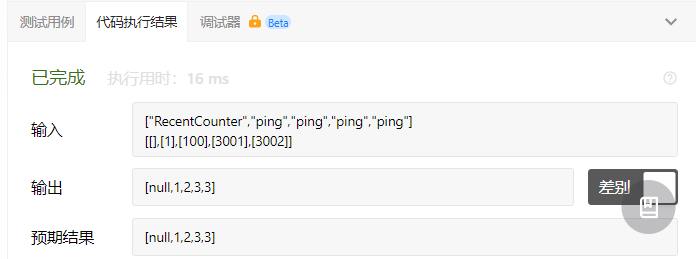 测试用例 代码执行结果 调试器 Beta
已完成 执行用时：16 ms
输入
["RecentCounter","ping","ping","ping","ping"]
[[],[1],[100],[3001],[3002]]
输出 [null,1,2,3,3] 差别
预期结果 [null,1,2,3,3]